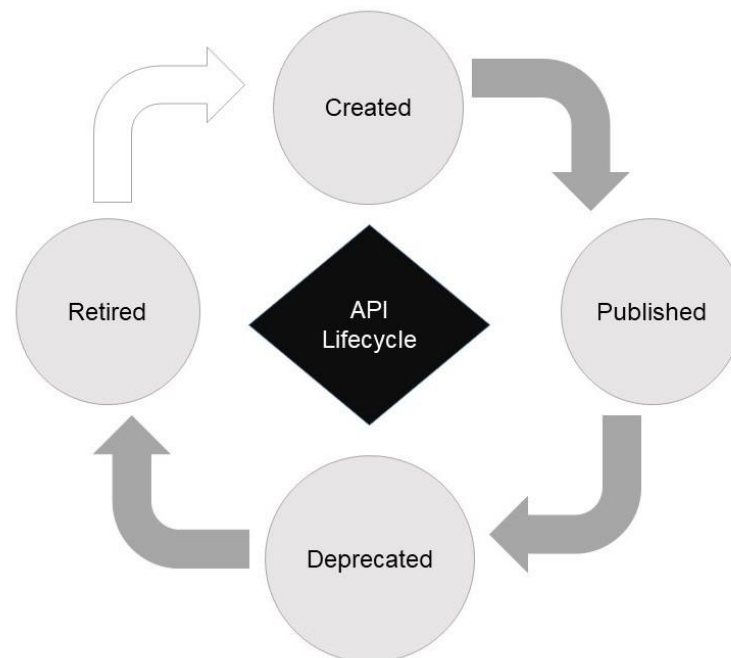 Created
Published
API
Lifecycle
Retired
Deprecated